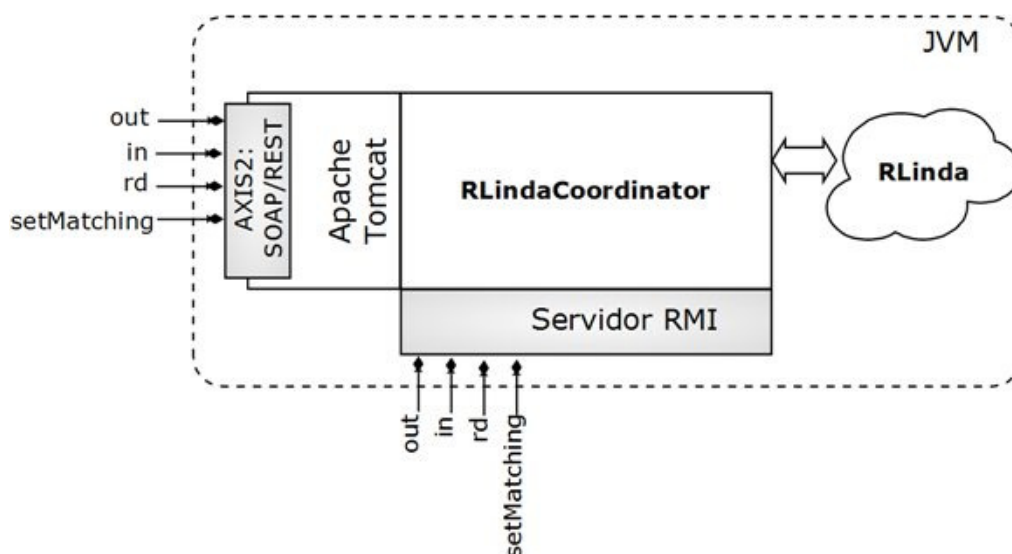 JVM
out
in
rd
setMatching
AXIS2:
SOAP/REST
Apache
Tomcat
RLindaCoordinator
RLinda
Servidor RMI
out
in
rd
setMatching